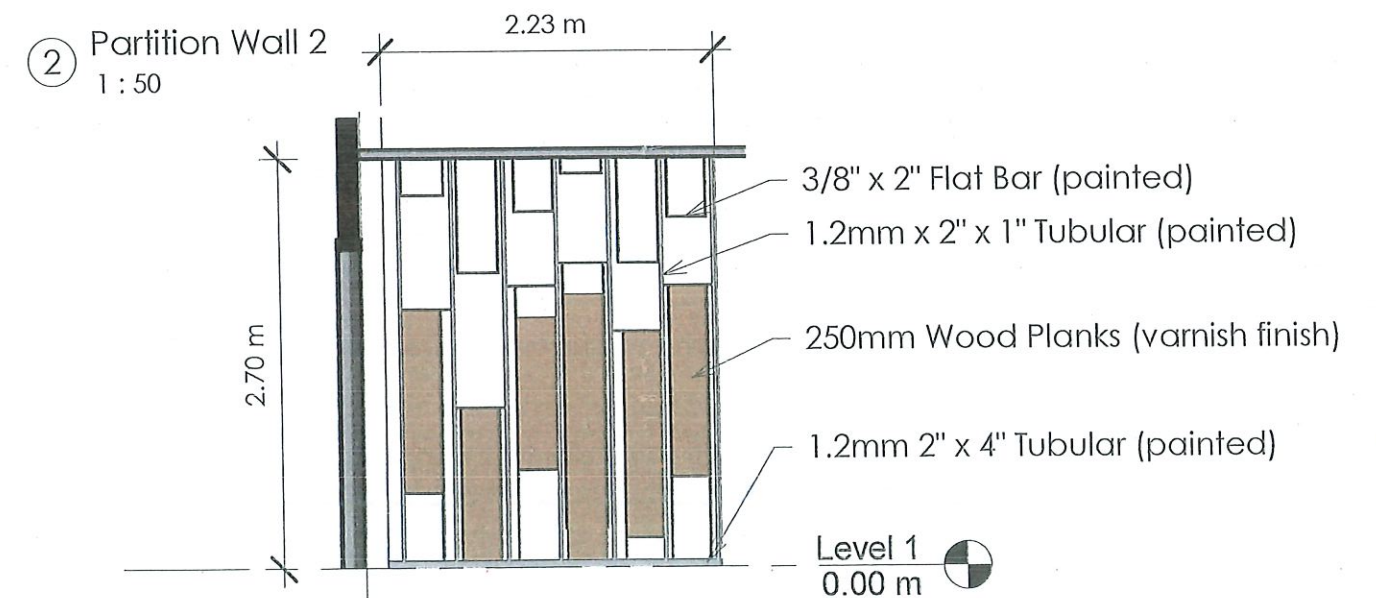 2
Partition Wall 2
1 : 50
2.23 m
3/8" x 2" Flat Bar (painted)
1.2mm x 2" x 1" Tubular (painted)
2.70 m
250mm Wood Planks (varnish finish)
1.2mm 2" x 4" Tubular (painted)
Level 1
0.00 m